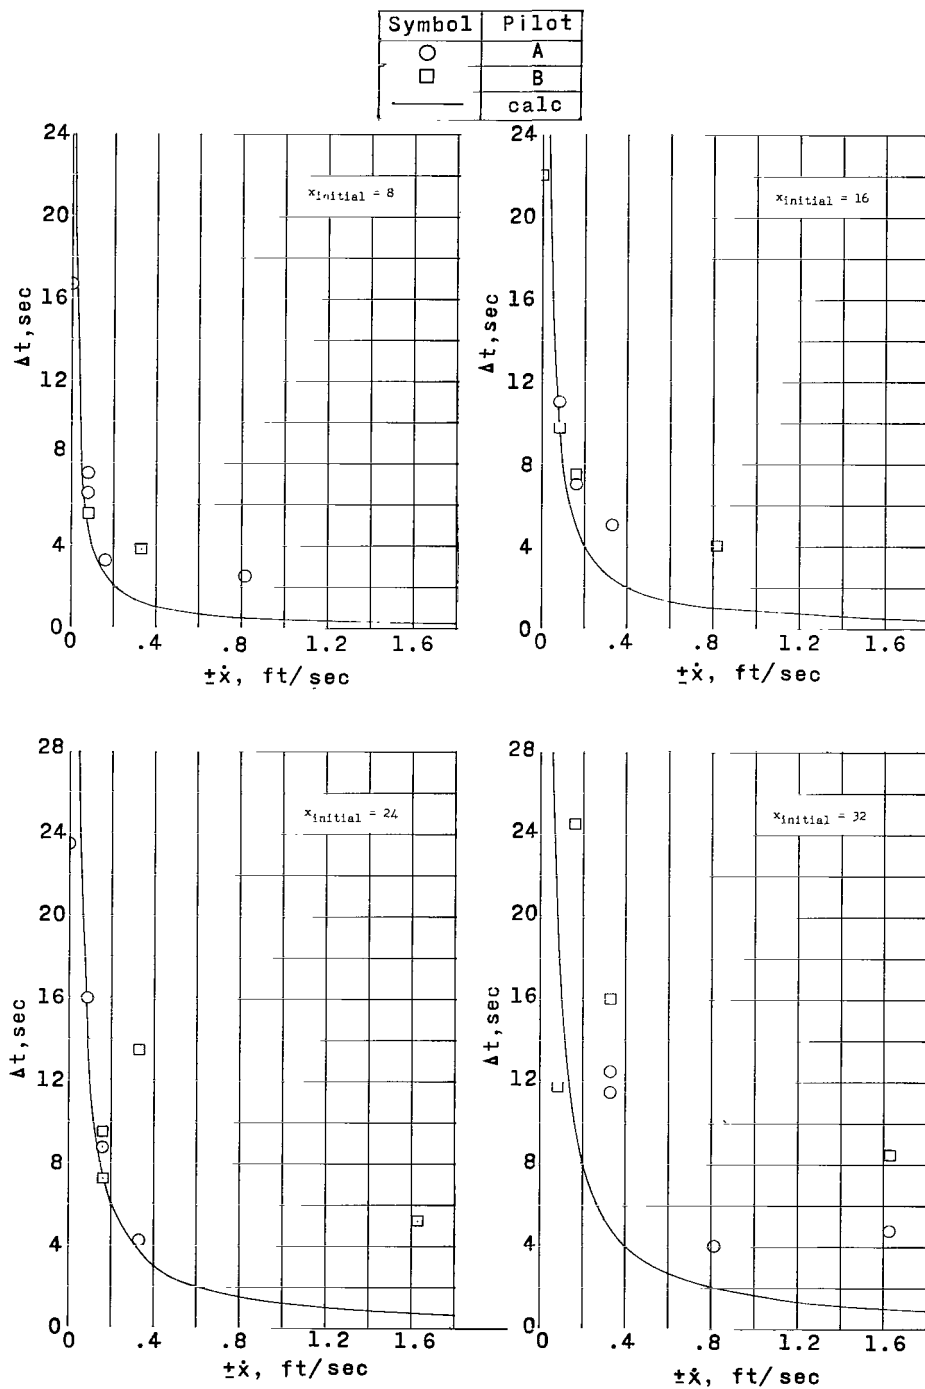 Symbol Pilot
A
B
calc
24
20
16
12
8
4
0
Δt,sec
xinitial = 8
0 .4 .8 1.2 1.6
±ẋ, ft/sec
24
20
16
12
8
4
0
Δt,sec
xinitial = 16
0 .4 .8 1.2 1.6
±ẋ, ft/sec
28
24
20
16
12
8
4
0
Δt,sec
xinitial = 24
0 .4 .8 1.2 1.6
±ẋ, ft/sec
28
24
20
16
12
8
4
0
Δt,sec
xinitial = 32
0 .4 .8 1.2 1.6
±ẋ, ft/sec